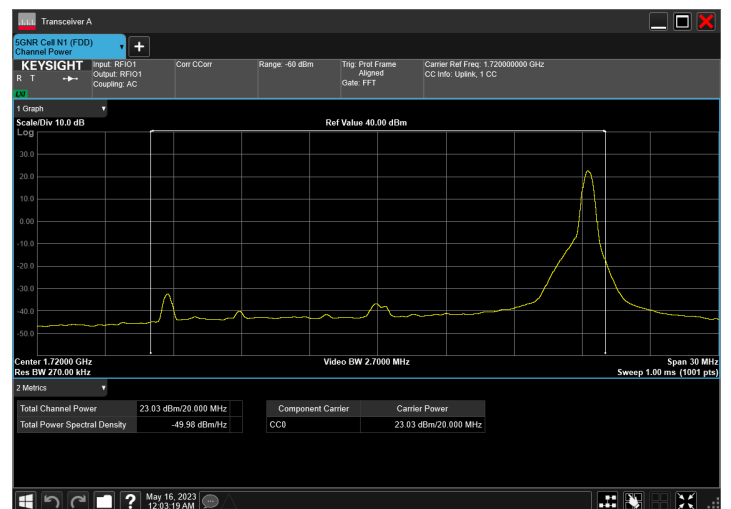 Transceiver A
5GNR Cell N1 (FDD)
Channel Power
KEYSIGHT
R T
LXI
Input: RFIO1
Output: RFIO1
Coupling: AC
Corr CCorr
Range: -60 dBm
Trig: Prot Frame
Aligned
Gate: FFT
Carrier Ref Freq: 1.720000000 GHz
CC Info: Uplink, 1 CC
1 Graph
Scale/Div 10.0 dB
Ref Value 40.00 dBm
Log
30.0
20.0
10.0
0.00
-10.0
-20.0
-30.0
-40.0
-50.0
Center 1.72000 GHz
Video BW 2.7000 MHz
Span 30 MHz
Res BW 270.00 kHz
Sweep 1.00 ms (1001 pts)
2 Metrics
Total Channel Power 23.03 dBm/20.000 MHz
Total Power Spectral Density -49.98 dBm/Hz
Component Carrier Carrier Power
CC0 23.03 dBm/20.000 MHz
?
May 16, 2023
12:03:19 AM